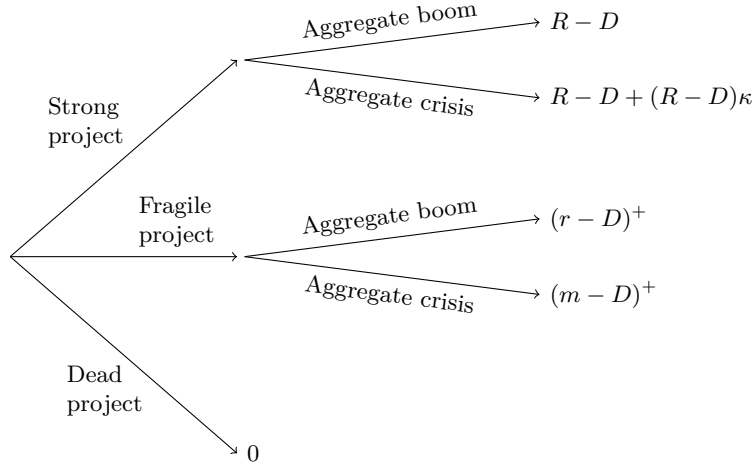 Aggregate boom
R − D
Strong
project
Aggregate crisis
R − D + (R − D)κ
Fragile
project
Aggregate boom
(r − D)⁺
Aggregate crisis
(m − D)⁺
Dead
project
0